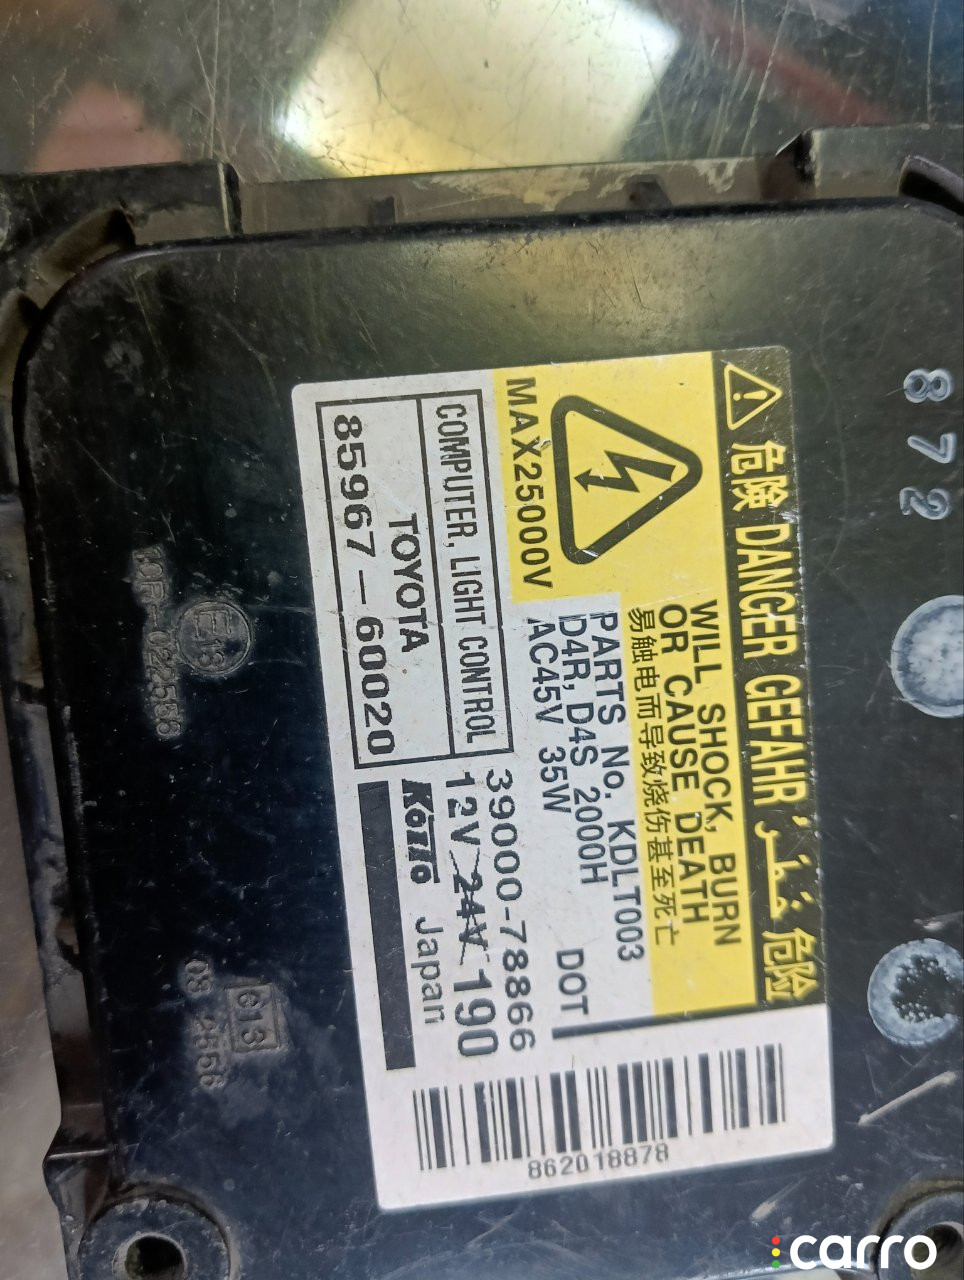 危険 DANGER GEFAHR 危险
WILL SHOCK, BURN
OR CAUSE DEATH
易触电而导致烧伤甚至死亡
MAX25000V
PARTS No. KDLT003
D4R, D4S 2000H DOT
AC45V 35W
COMPUTER, LIGHT CONTROL
TOYOTA
85967-60020
39000-78866
12V 24V 190
KOITO Japan
862018878
872
E13
e13
carro